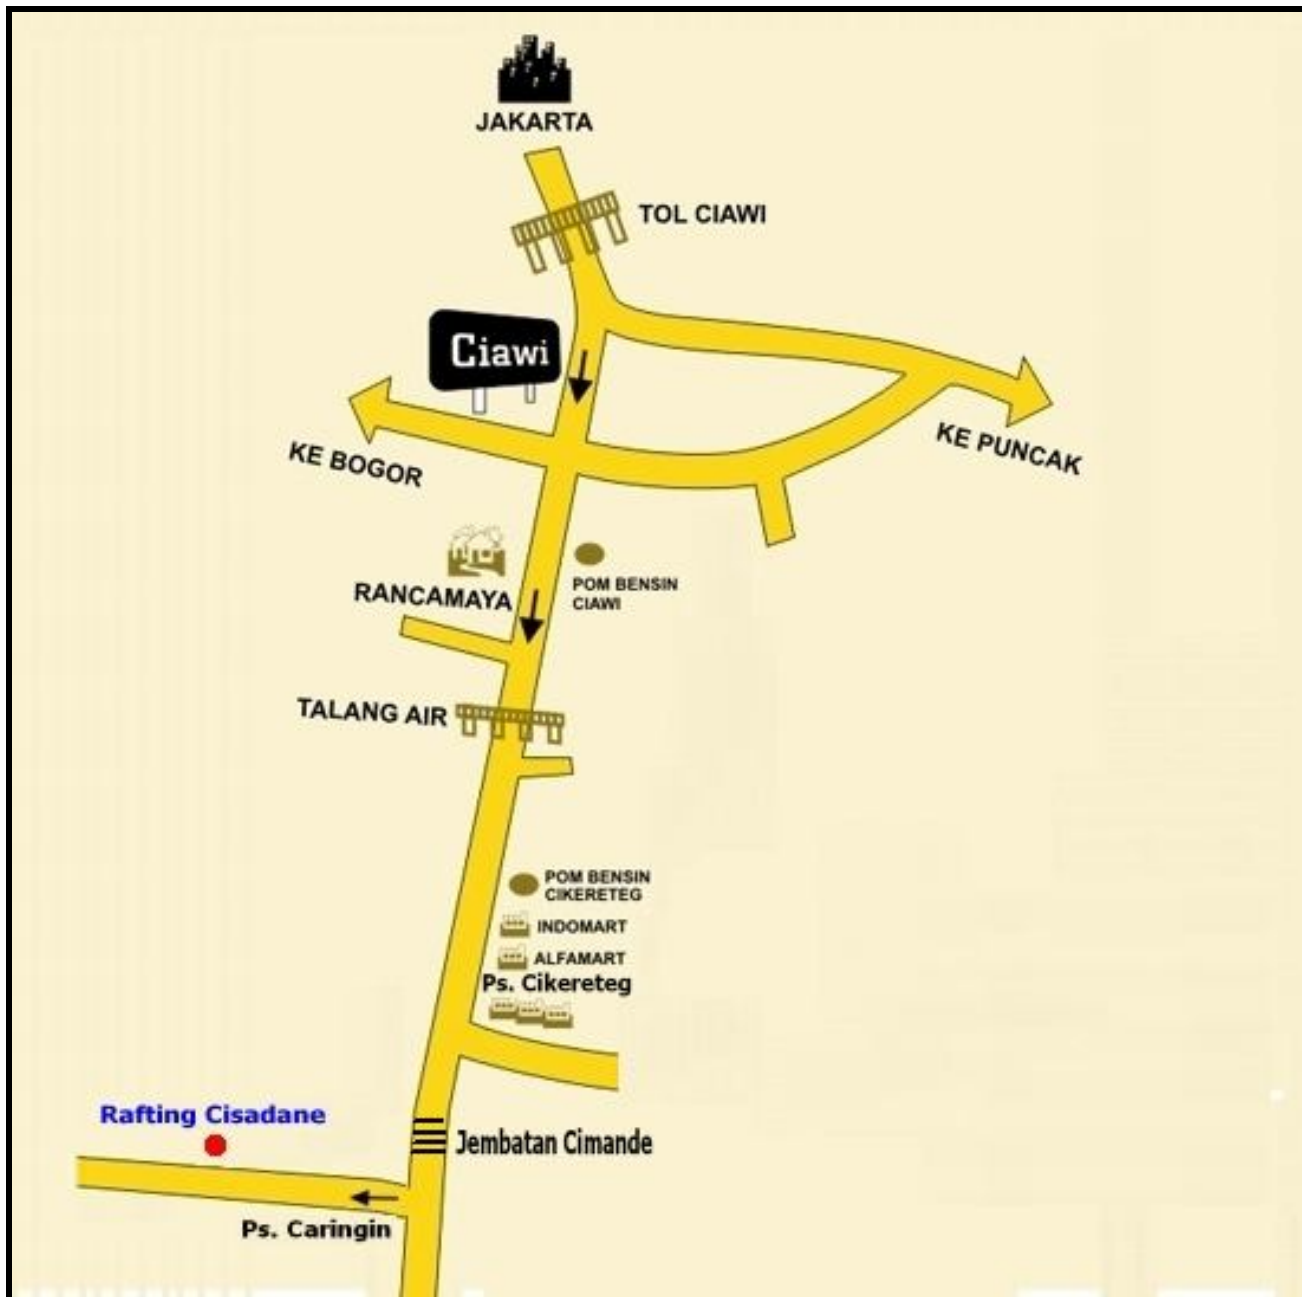 JAKARTA
TOL CIAWI
Ciawi
KE BOGOR
KE PUNCAK
RANCAMAYA
POM BENSIN
CIAWI
TALANG AIR
POM BENSIN
CIKERETEG
INDOMART
ALFAMART
Ps. Cikereteg
Rafting Cisadane
Jembatan Cimande
Ps. Caringin